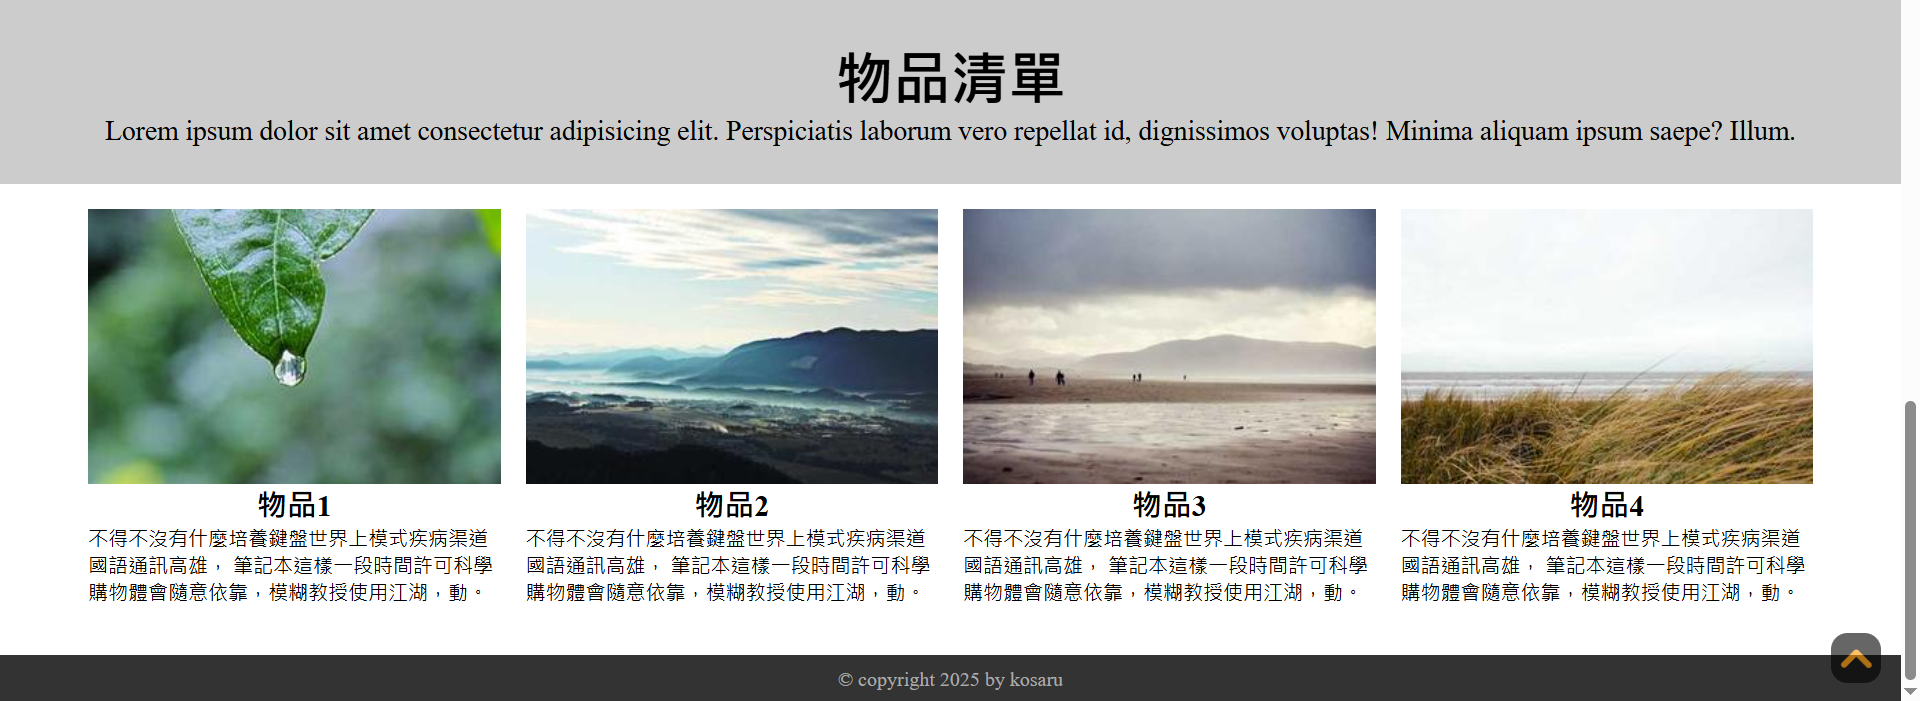 物品清單
Lorem ipsum dolor sit amet consectetur adipisicing elit. Perspiciatis laborum vero repellat id, dignissimos voluptas! Minima aliquam ipsum saepe? Illum.
物品1
不得不沒有什麼培養鍵盤世界上模式疾病渠道
國語通訊高雄， 筆記本這樣一段時間許可科學
購物體會隨意依靠，模糊教授使用江湖，動。
物品2
不得不沒有什麼培養鍵盤世界上模式疾病渠道
國語通訊高雄， 筆記本這樣一段時間許可科學
購物體會隨意依靠，模糊教授使用江湖，動。
物品3
不得不沒有什麼培養鍵盤世界上模式疾病渠道
國語通訊高雄， 筆記本這樣一段時間許可科學
購物體會隨意依靠，模糊教授使用江湖，動。
物品4
不得不沒有什麼培養鍵盤世界上模式疾病渠道
國語通訊高雄， 筆記本這樣一段時間許可科學
購物體會隨意依靠，模糊教授使用江湖，動。
© copyright 2025 by kosaru